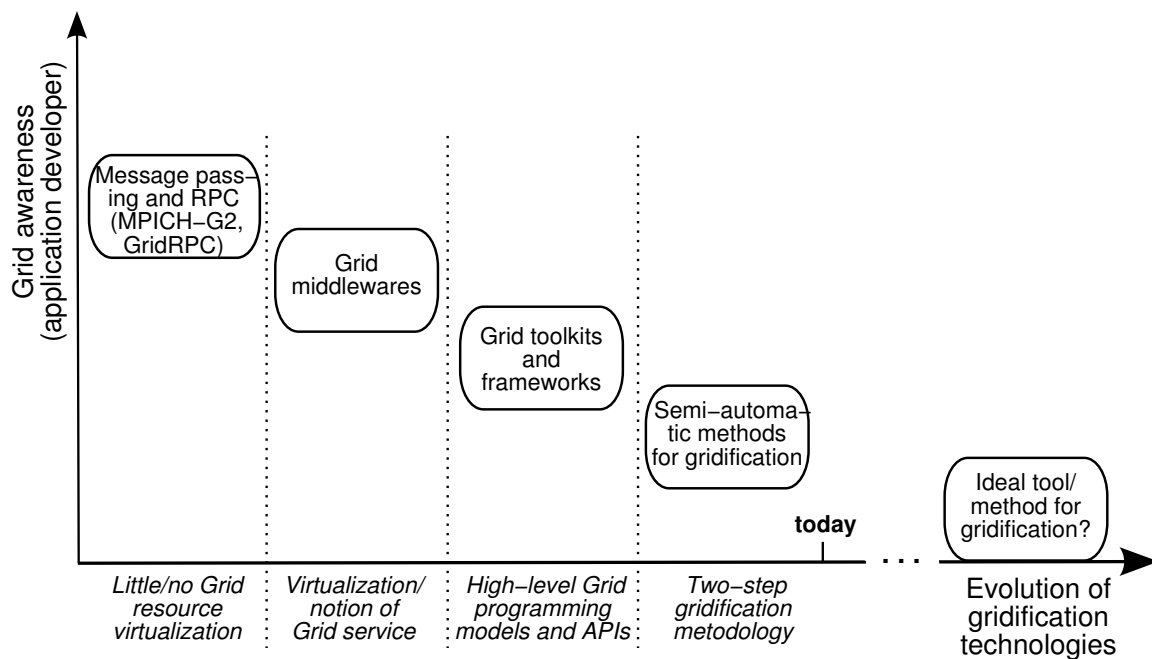 Grid awareness
(application developer)
Message pass−
ing and RPC
(MPICH−G2,
GridRPC)
Grid
middlewares
Grid toolkits
and
frameworks
Semi−automa−
tic methods
for gridification
Ideal tool/
method for
gridification?
today
. . .
Little/no Grid
resource
virtualization
Virtualization/
notion of
Grid service
High−level Grid
programming
models and APIs
Two−step
gridification
metodology
Evolution of
gridification
technologies